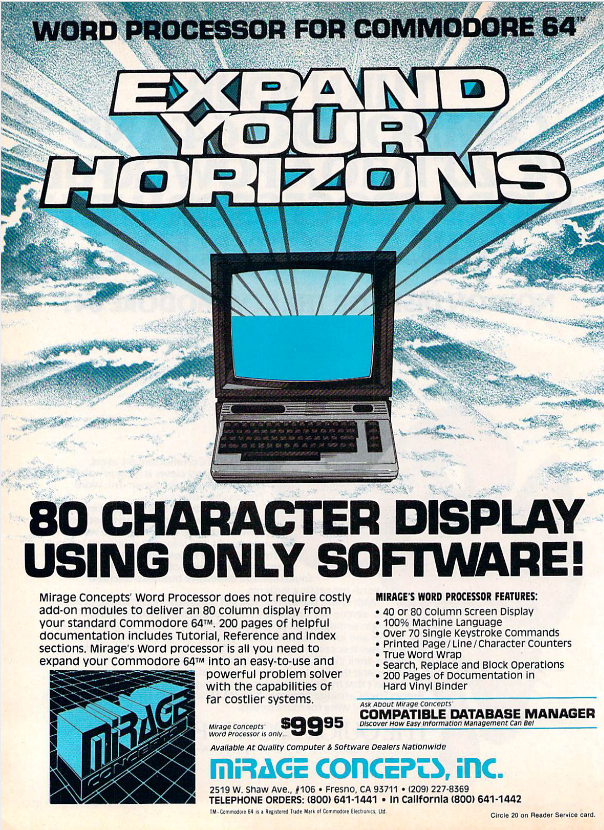 WORD PROCESSOR FOR COMMODORE 64™
EXPAND
YOUR
HORIZONS
80 CHARACTER DISPLAY
USING ONLY SOFTWARE!
Mirage Concepts' Word Processor does not require costly
add-on modules to deliver an 80 column display from
your standard Commodore 64™. 200 pages of helpful
documentation includes Tutorial, Reference and Index
sections. Mirage's Word processor is all you need to
expand your Commodore 64™ into an easy-to-use and
powerful problem solver
with the capabilities of
far costlier systems.
MIRAGE CONCEPTS
Mirage Concepts'
Word Processor is only... $99⁹⁵
MIRAGE'S WORD PROCESSOR FEATURES:
• 40 or 80 Column Screen Display
• 100% Machine Language
• Over 70 Single Keystroke Commands
• Printed Page/Line/Character Counters
• True Word Wrap
• Search, Replace and Block Operations
• 200 Pages of Documentation in
Hard Vinyl Binder
Ask About Mirage Concepts'
COMPATIBLE DATABASE MANAGER
Discover How Easy Information Management Can Be!
Available At Quality Computer & Software Dealers Nationwide
MIRAGE CONCEPTS, INC.
2519 W. Shaw Ave., #106 • Fresno, CA 93711 • (209) 227-8369
TELEPHONE ORDERS: (800) 641-1441 • In California (800) 641-1442
TM-Commodore 64 is a Registered Trade Mark of Commodore Electronics, Ltd.
Circle 20 on Reader Service card.